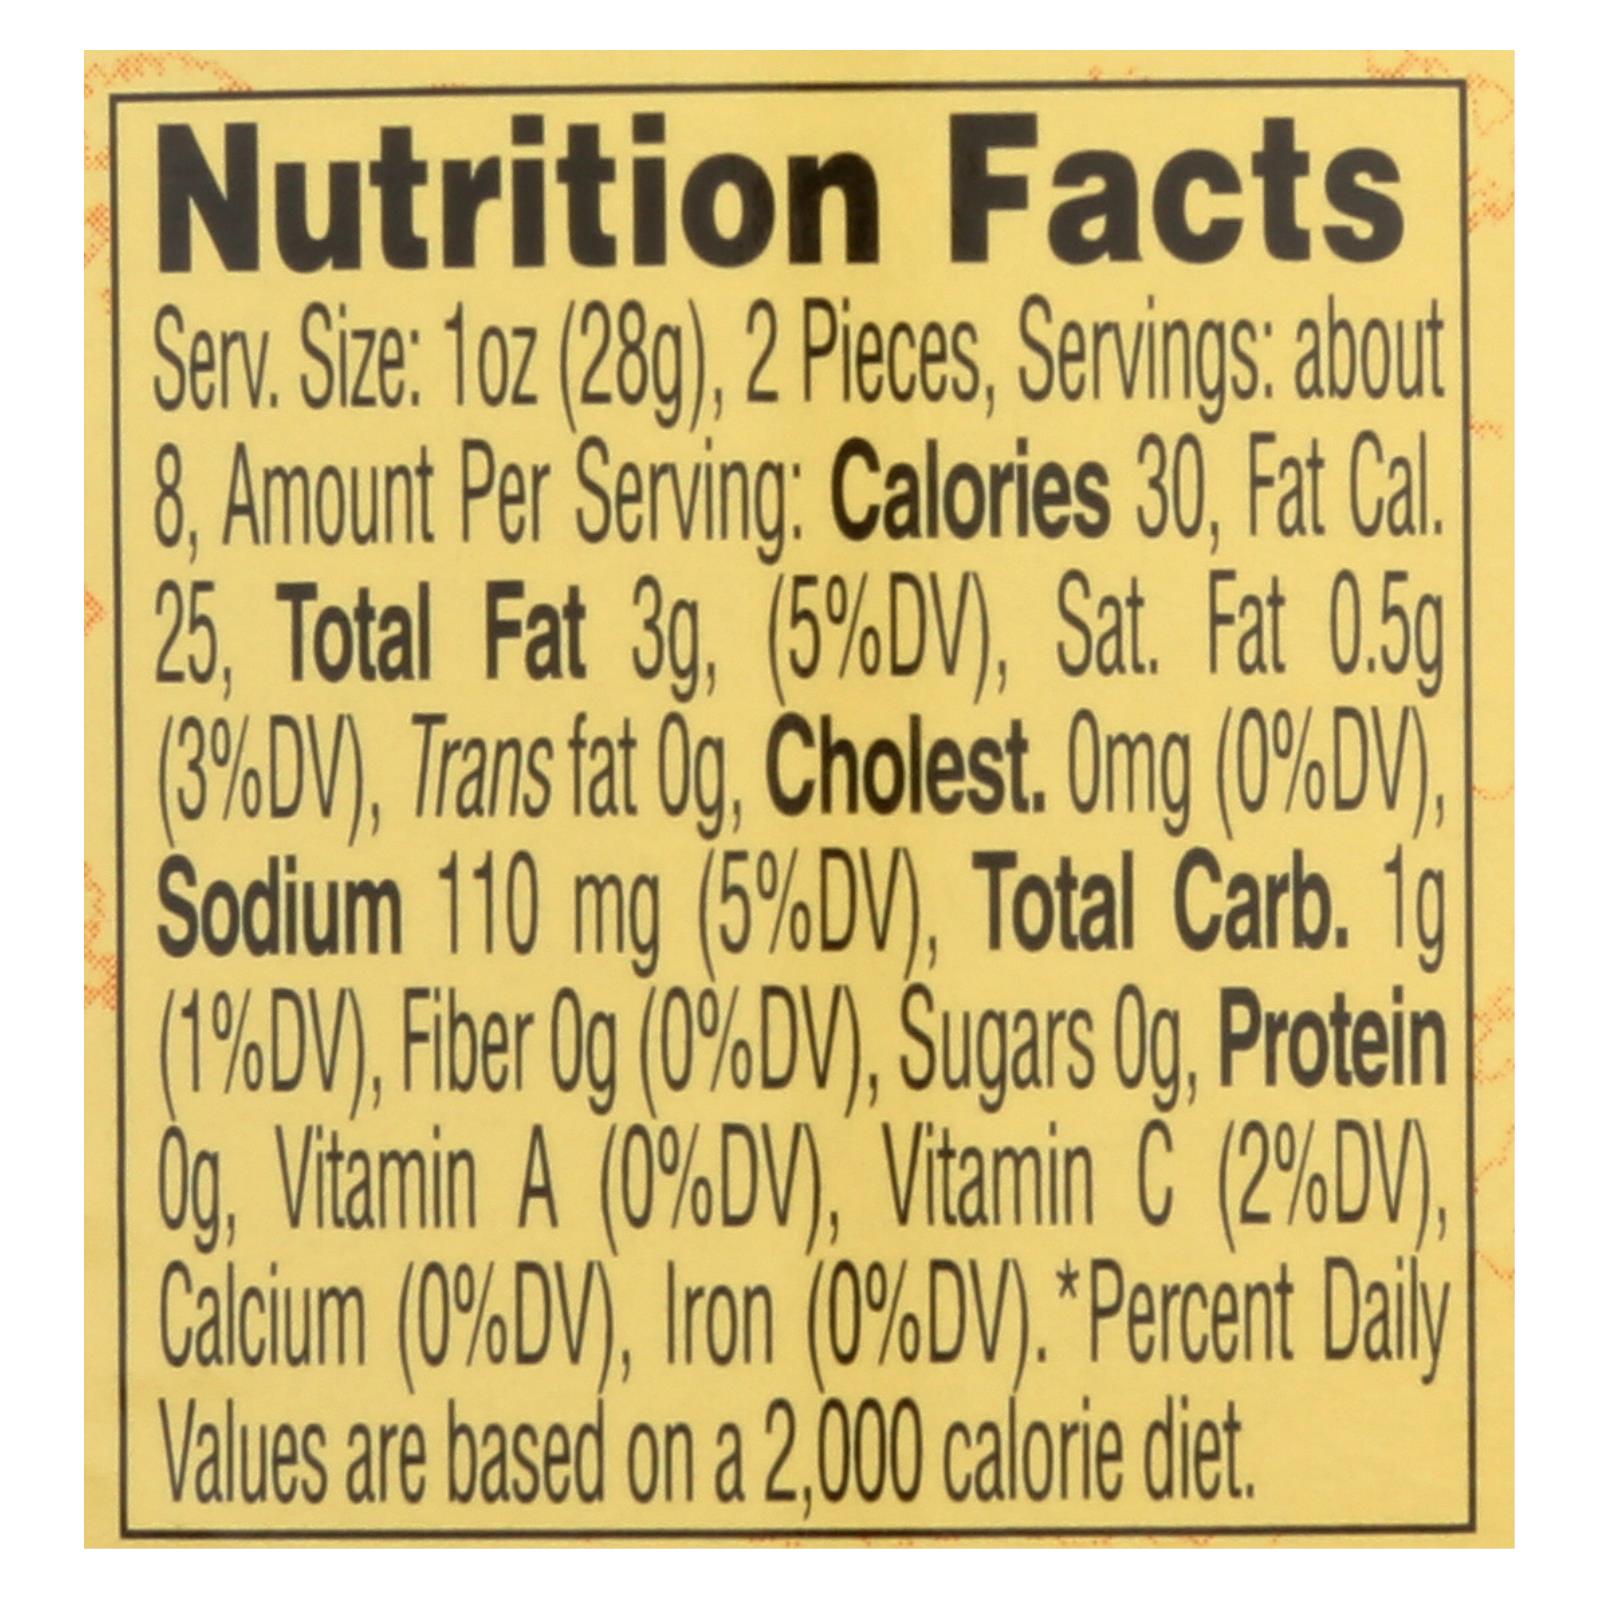 Nutrition Facts
Serv. Size: 1oz (28g), 2 Pieces, Servings: about
8, Amount Per Serving: Calories 30, Fat Cal.
25, Total Fat 3g, (5%DV), Sat. Fat 0.5g
(3%DV), Trans fat 0g, Cholest. 0mg (0%DV),
Sodium 110 mg (5%DV), Total Carb. 1g
(1%DV), Fiber 0g (0%DV), Sugars 0g, Protein
0g, Vitamin A (0%DV), Vitamin C (2%DV),
Calcium (0%DV), Iron (0%DV). *Percent Daily
Values are based on a 2,000 calorie diet.